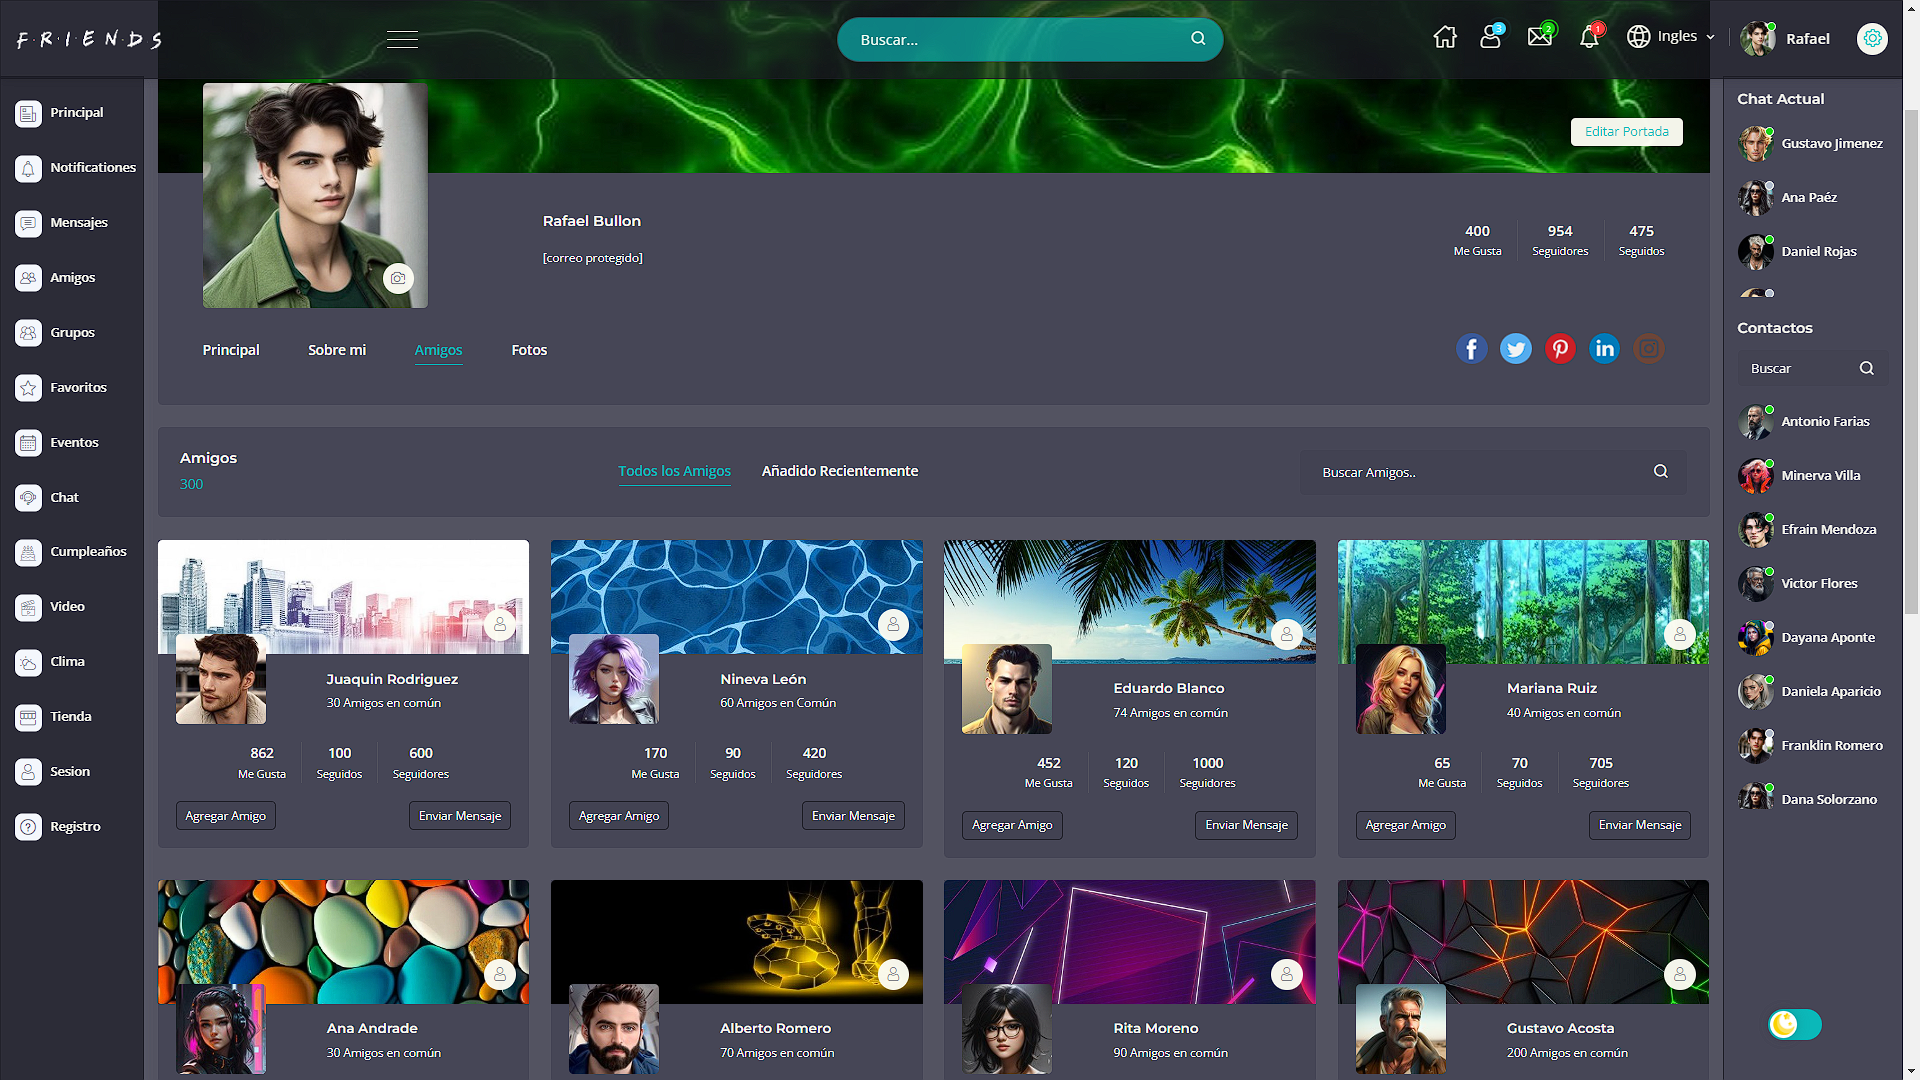 F·R·I·E·N·D·S
Buscar...
3
2
1
Ingles
Rafael
Principal
Notificationes
Mensajes
Amigos
Grupos
Favoritos
Eventos
Chat
Cumpleaños
Video
Clima
Tienda
Sesion
Registro
Editar Portada
Rafael Bullon
[correo protegido]
400
Me Gusta
954
Seguidores
475
Seguidos
Principal
Sobre mi
Amigos
Fotos
Amigos
300
Todos los Amigos
Añadido Recientemente
Buscar Amigos..
Juaquin Rodriguez
30 Amigos en común
862
Me Gusta
100
Seguidos
600
Seguidores
Agregar Amigo
Enviar Mensaje
Nineva León
60 Amigos en Común
170
Me Gusta
90
Seguidos
420
Seguidores
Agregar Amigo
Enviar Mensaje
Eduardo Blanco
74 Amigos en común
452
Me Gusta
120
Seguidos
1000
Seguidores
Agregar Amigo
Enviar Mensaje
Mariana Ruiz
40 Amigos en común
65
Me Gusta
70
Seguidos
705
Seguidores
Agregar Amigo
Enviar Mensaje
Ana Andrade
30 Amigos en común
Alberto Romero
70 Amigos en común
Rita Moreno
90 Amigos en común
Gustavo Acosta
200 Amigos en común
Chat Actual
Gustavo Jimenez
Ana Paéz
Daniel Rojas
Contactos
Buscar
Antonio Farias
Minerva Villa
Efrain Mendoza
Victor Flores
Dayana Aponte
Daniela Aparicio
Franklin Romero
Dana Solorzano